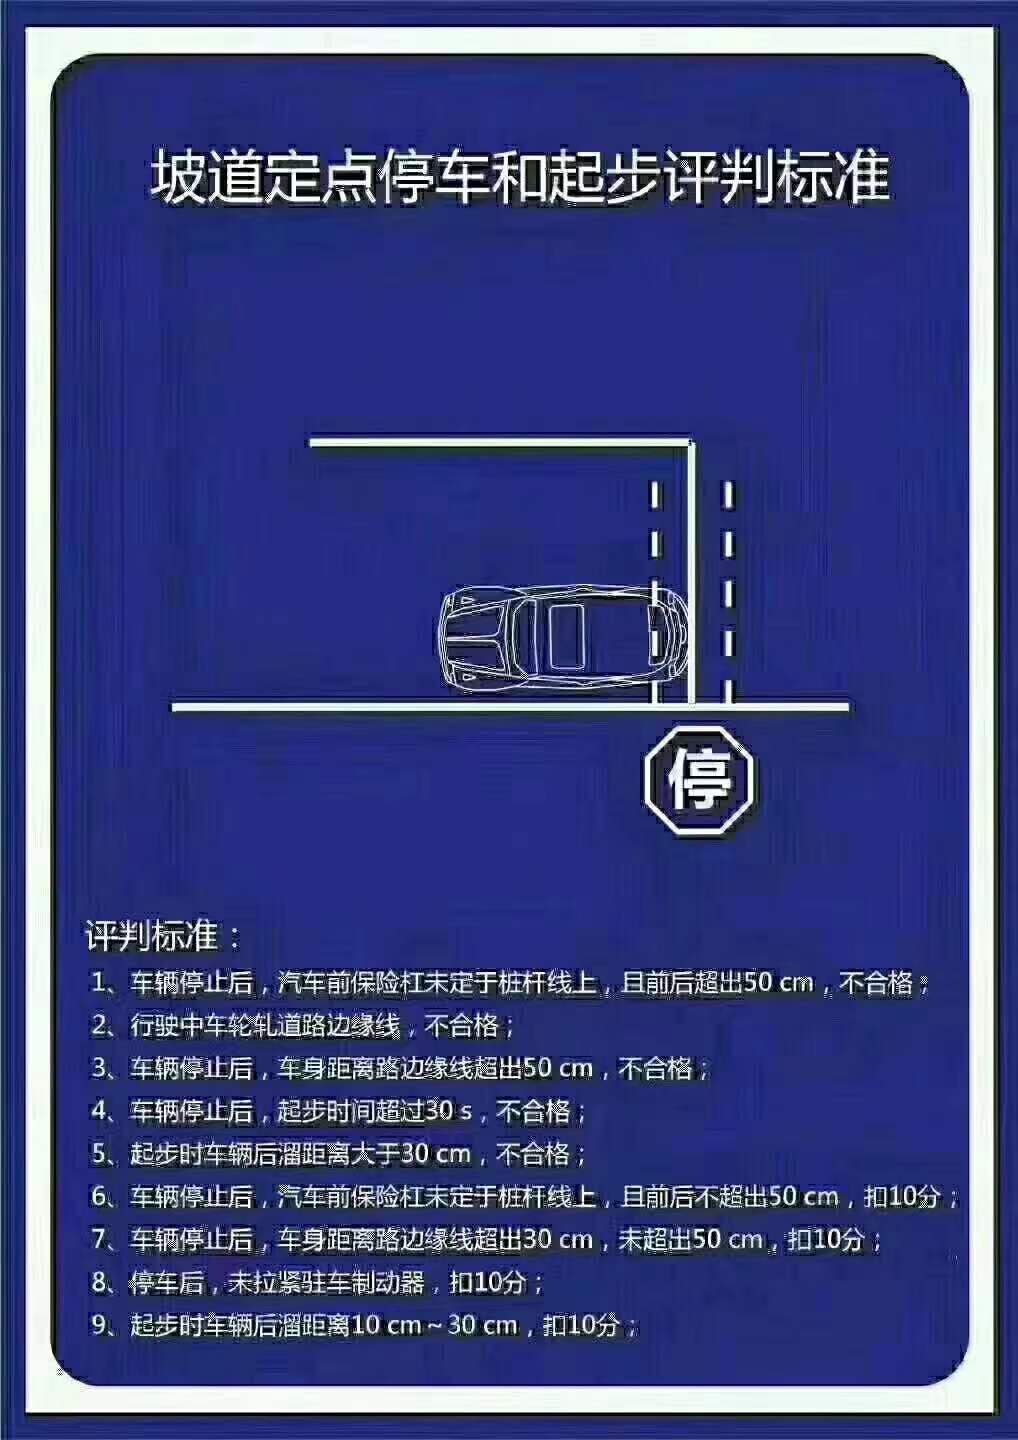 坡道定点停车和起步评判标准
停
评判标准：
1、车辆停止后，汽车前保险杠未定于桩杆线上，且前后超出50 cm，不合格；
2、行驶中车轮轧道路边缘线，不合格；
3、车辆停止后，车身距离路边缘线超出50 cm，不合格；
4、车辆停止后，起步时间超过30 s，不合格；
5、起步时车辆后溜距离大于30 cm，不合格；
6、车辆停止后，汽车前保险杠未定于桩杆线上，且前后不超出50 cm，扣10分；
7、车辆停止后，车身距离路边缘线超出30 cm，未超出50 cm，扣10分；
8、停车后，未拉紧驻车制动器，扣10分；
9、起步时车辆后溜距离10 cm～30 cm，扣10分；